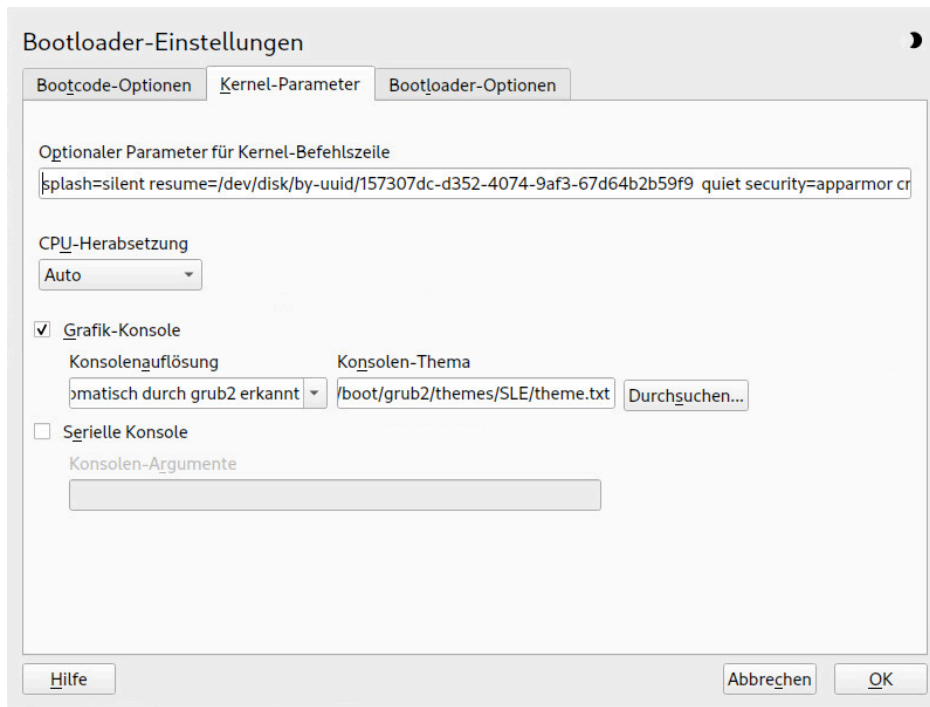 Bootloader-Einstellungen
Bootcode-Optionen Kernel-Parameter Bootloader-Optionen
Optionaler Parameter für Kernel-Befehlszeile
splash=silent resume=/dev/disk/by-uuid/157307dc-d352-4074-9af3-67d64b2b59f9 quiet security=apparmor cr
CPU-Herabsetzung
Auto
Grafik-Konsole
Konsolenauflösung Konsolen-Thema
omatisch durch grub2 erkannt /boot/grub2/themes/SLE/theme.txt Durchsuchen...
Serielle Konsole
Konsolen-Argumente
Hilfe Abbrechen OK